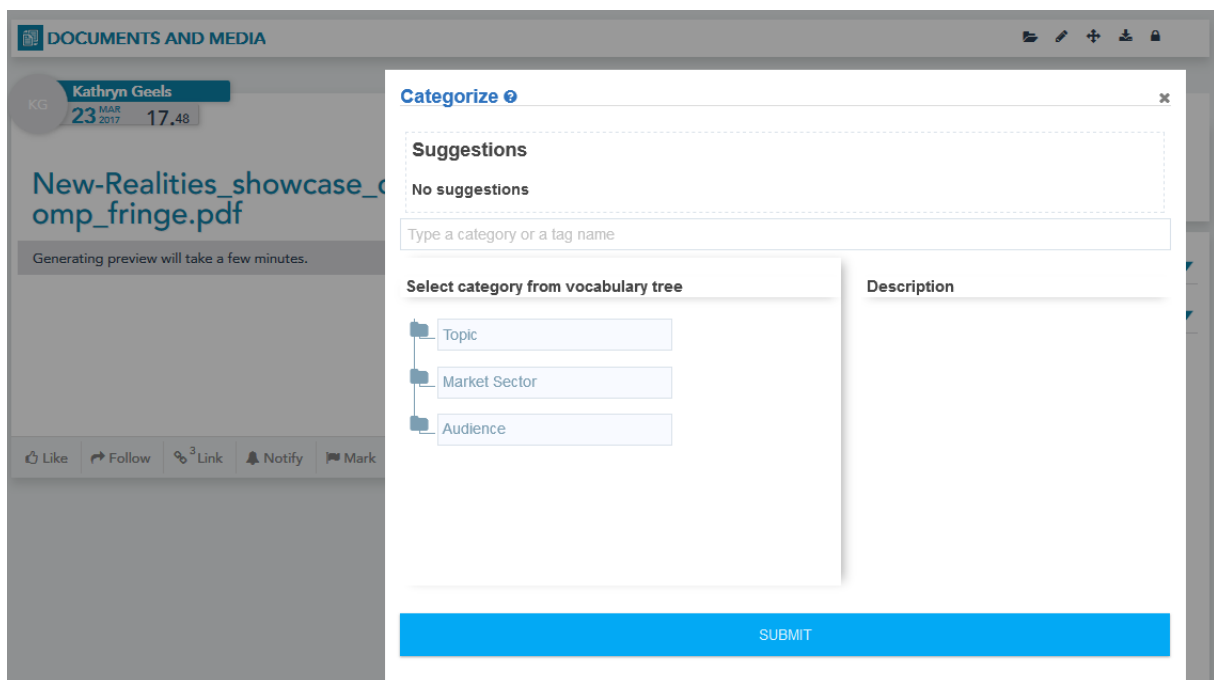 DOCUMENTS AND MEDIA
KG
Kathryn Geels
23 MAR 2017 17.48
New-Realities_showcase_c
omp_fringe.pdf
Generating preview will take a few minutes.
Like Follow 3 Link Notify Mark
Categorize
Suggestions
No suggestions
Type a category or a tag name
Select category from vocabulary tree
Description
Topic
Market Sector
Audience
SUBMIT